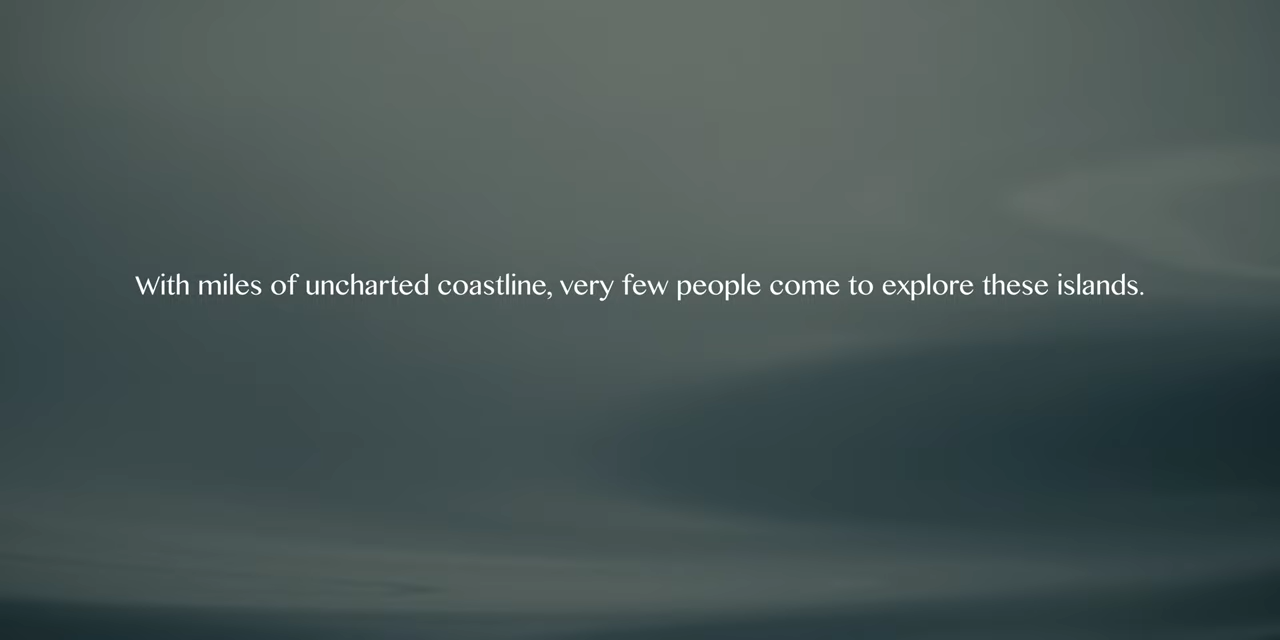 With miles of uncharted coastline, very few people come to explore these islands.